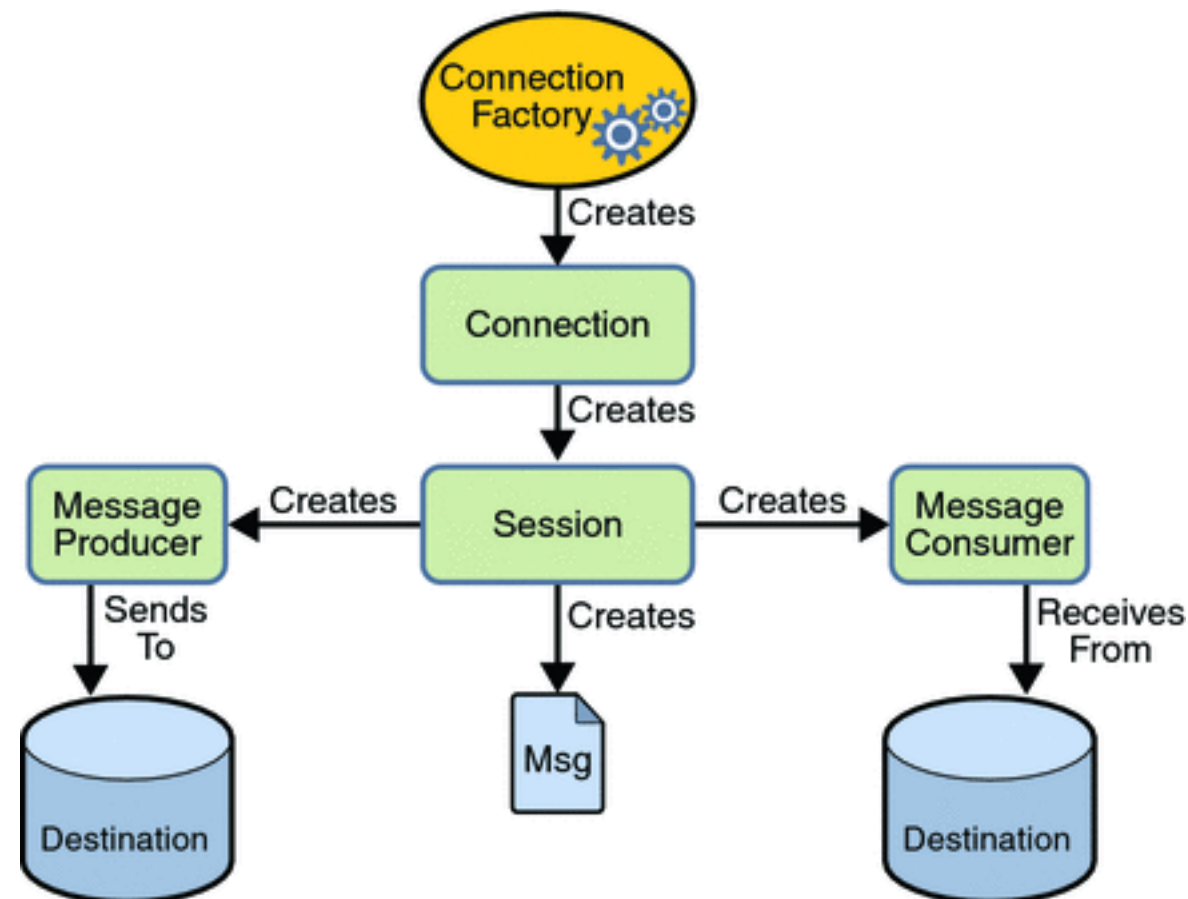 Connection
Factory
Creates
Connection
Creates
Message
Producer
Creates
Session
Creates
Message
Consumer
Sends
To
Creates
Receives
From
Msg
Destination
Destination